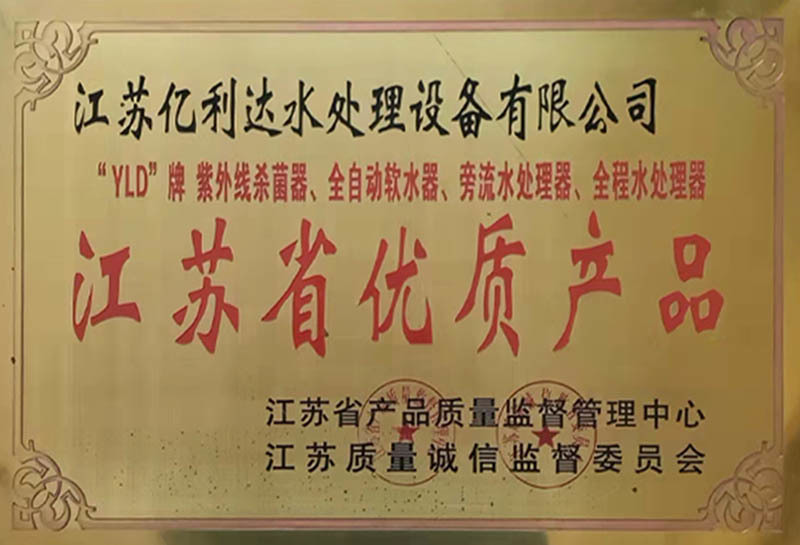 江苏亿利达水处理设备有限公司
“YLD”牌 紫外线杀菌器、全自动软水器、旁流水处理器、全程水处理器
江苏省优质产品
江苏省产品质量监督管理中心
江苏质量诚信监督委员会